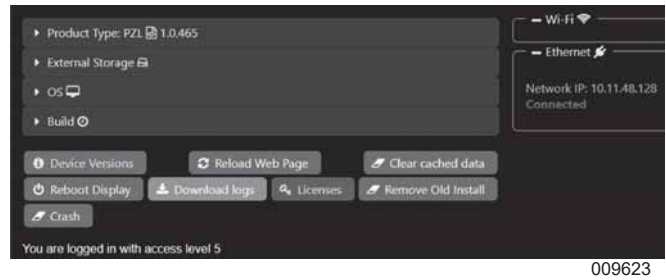 Product Type: PZL 1.0.465
External Storage
OS
Build
Wi-Fi
Ethernet
Network IP: 10.11.48.128
Connected
Device Versions
Reload Web Page
Clear cached data
Reboot Display
Download logs
Licenses
Remove Old Install
Crash
You are logged in with access level 5
009623